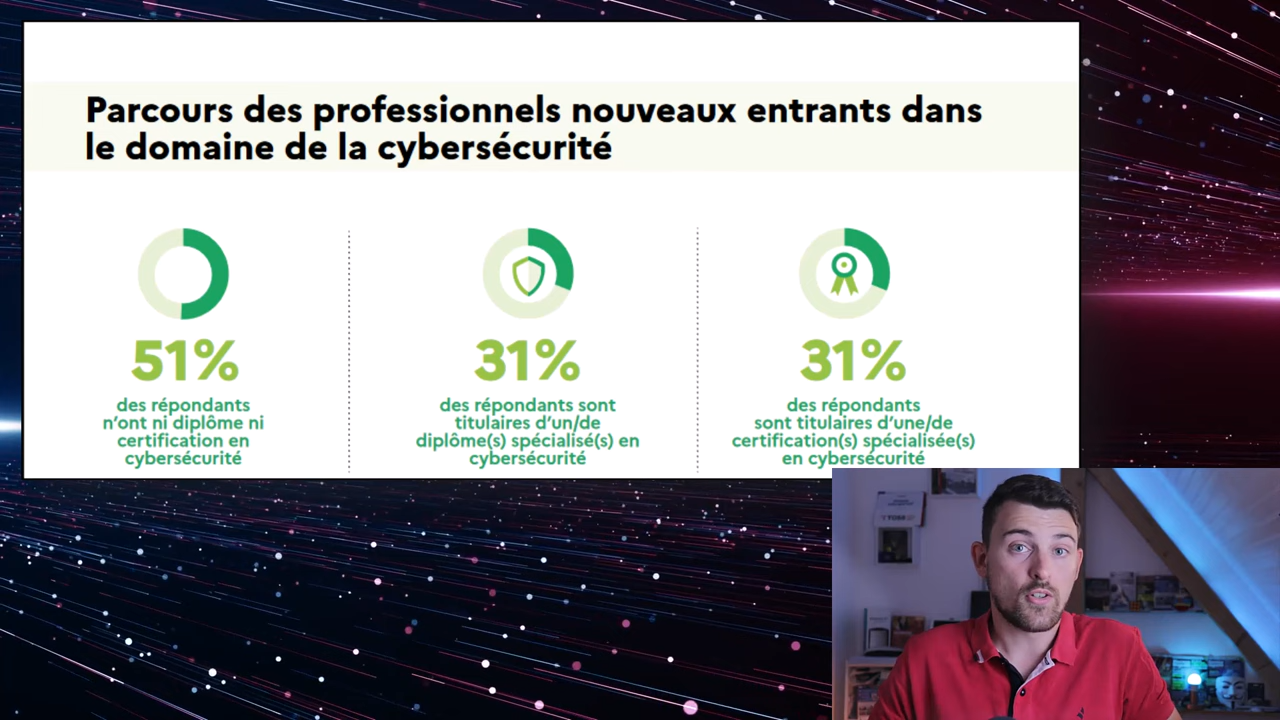 Parcours des professionnels nouveaux entrants dans
le domaine de la cybersécurité
51%
des répondants
n'ont ni diplôme ni
certification en
cybersécurité
31%
des répondants sont
titulaires d'un/de
diplôme(s) spécialisé(s) en
cybersécurité
31%
des répondants
sont titulaires d'une/de
certification(s) spécialisée(s)
en cybersécurité